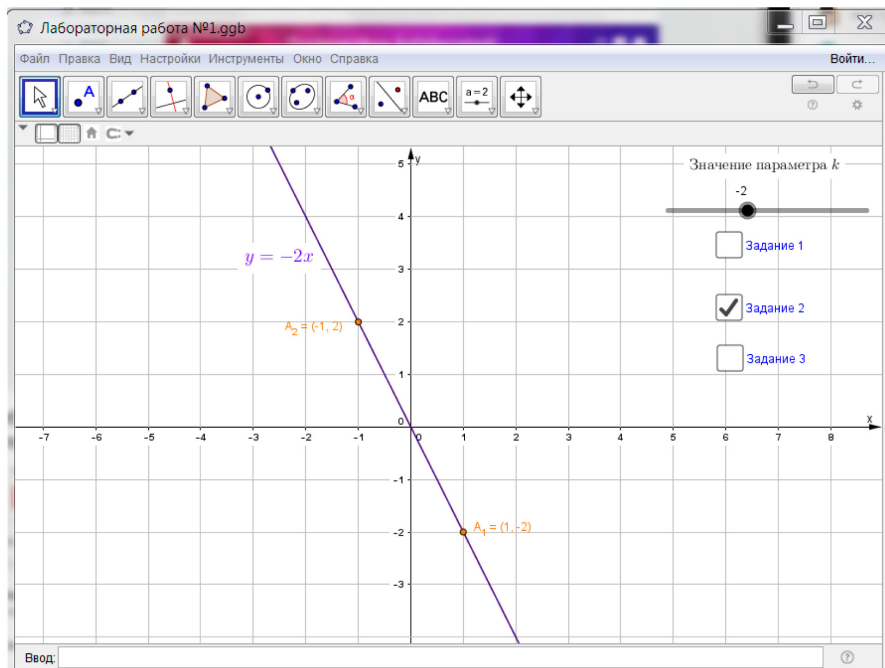 Лабораторная работа №1.ggb
Файл Правка Вид Настройки Инструменты Окно Справка Войти...
A ABC a=2
Значение параметра k
-2
Задание 1
Задание 2
Задание 3
y = −2x
A2 = (-1, 2)
A1 = (1, -2)
y
5
4
3
2
1
0
-7 -6 -5 -4 -3 -2 -1 0 1 2 3 4 5 6 7 8 x
-1
-2
-3
Ввод: